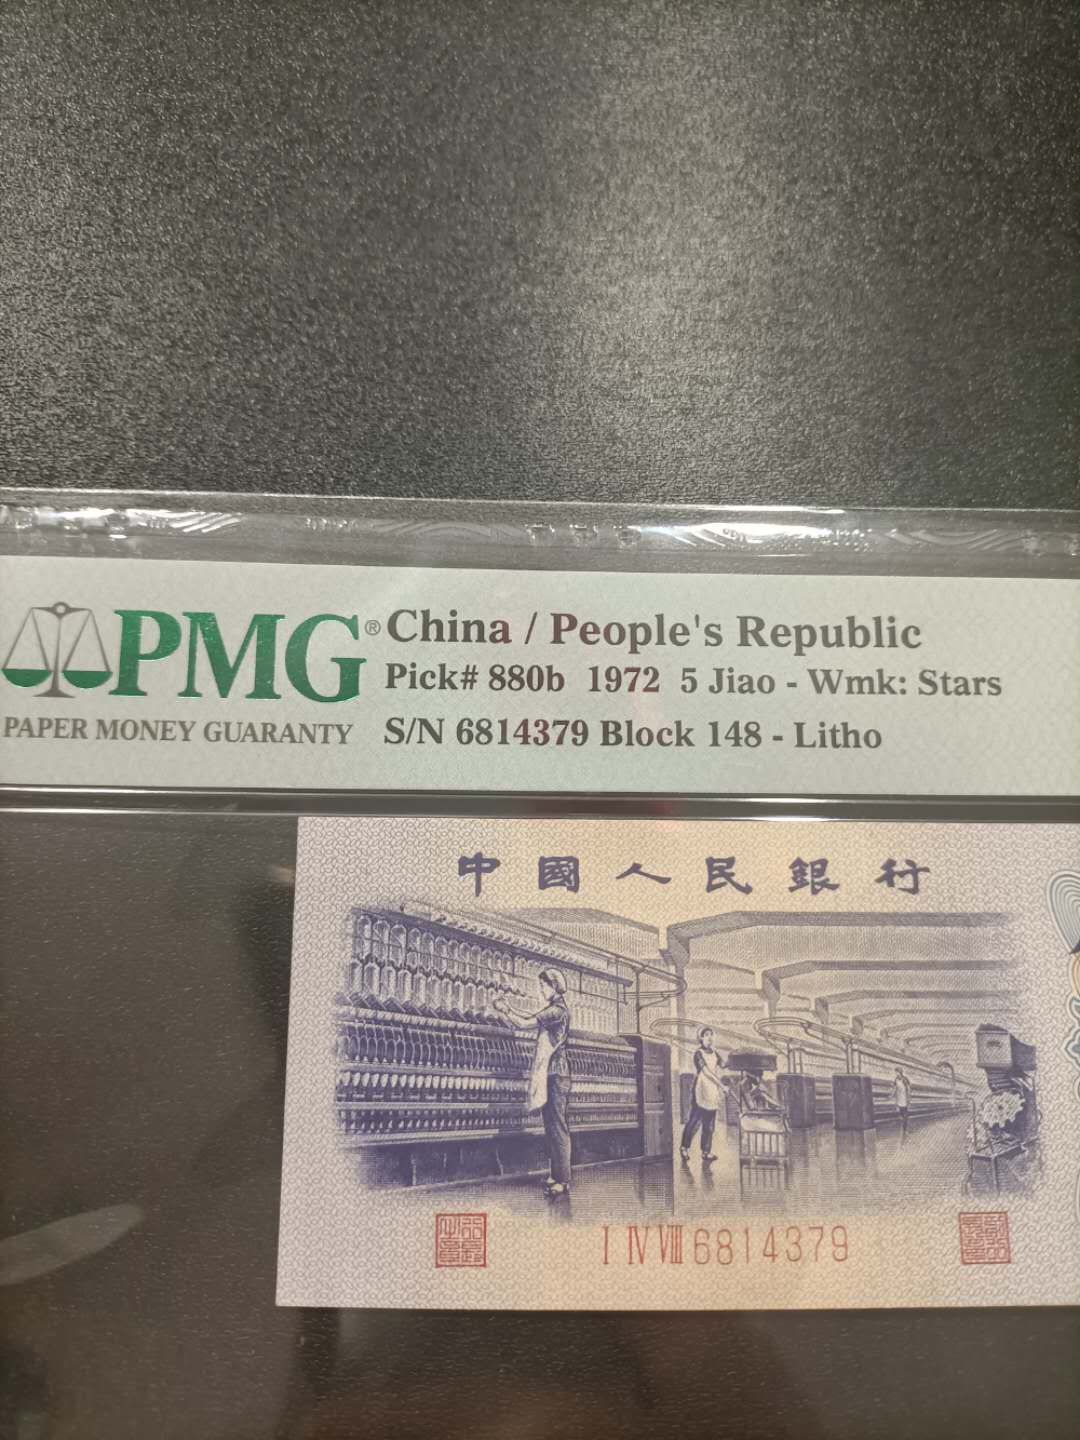 PMG® China / People's Republic
Pick# 880b 1972 5 Jiao - Wmk: Stars
PAPER MONEY GUARANTY S/N 6814379 Block 148 - Litho
中國人民銀行
I IV VIII 6814379